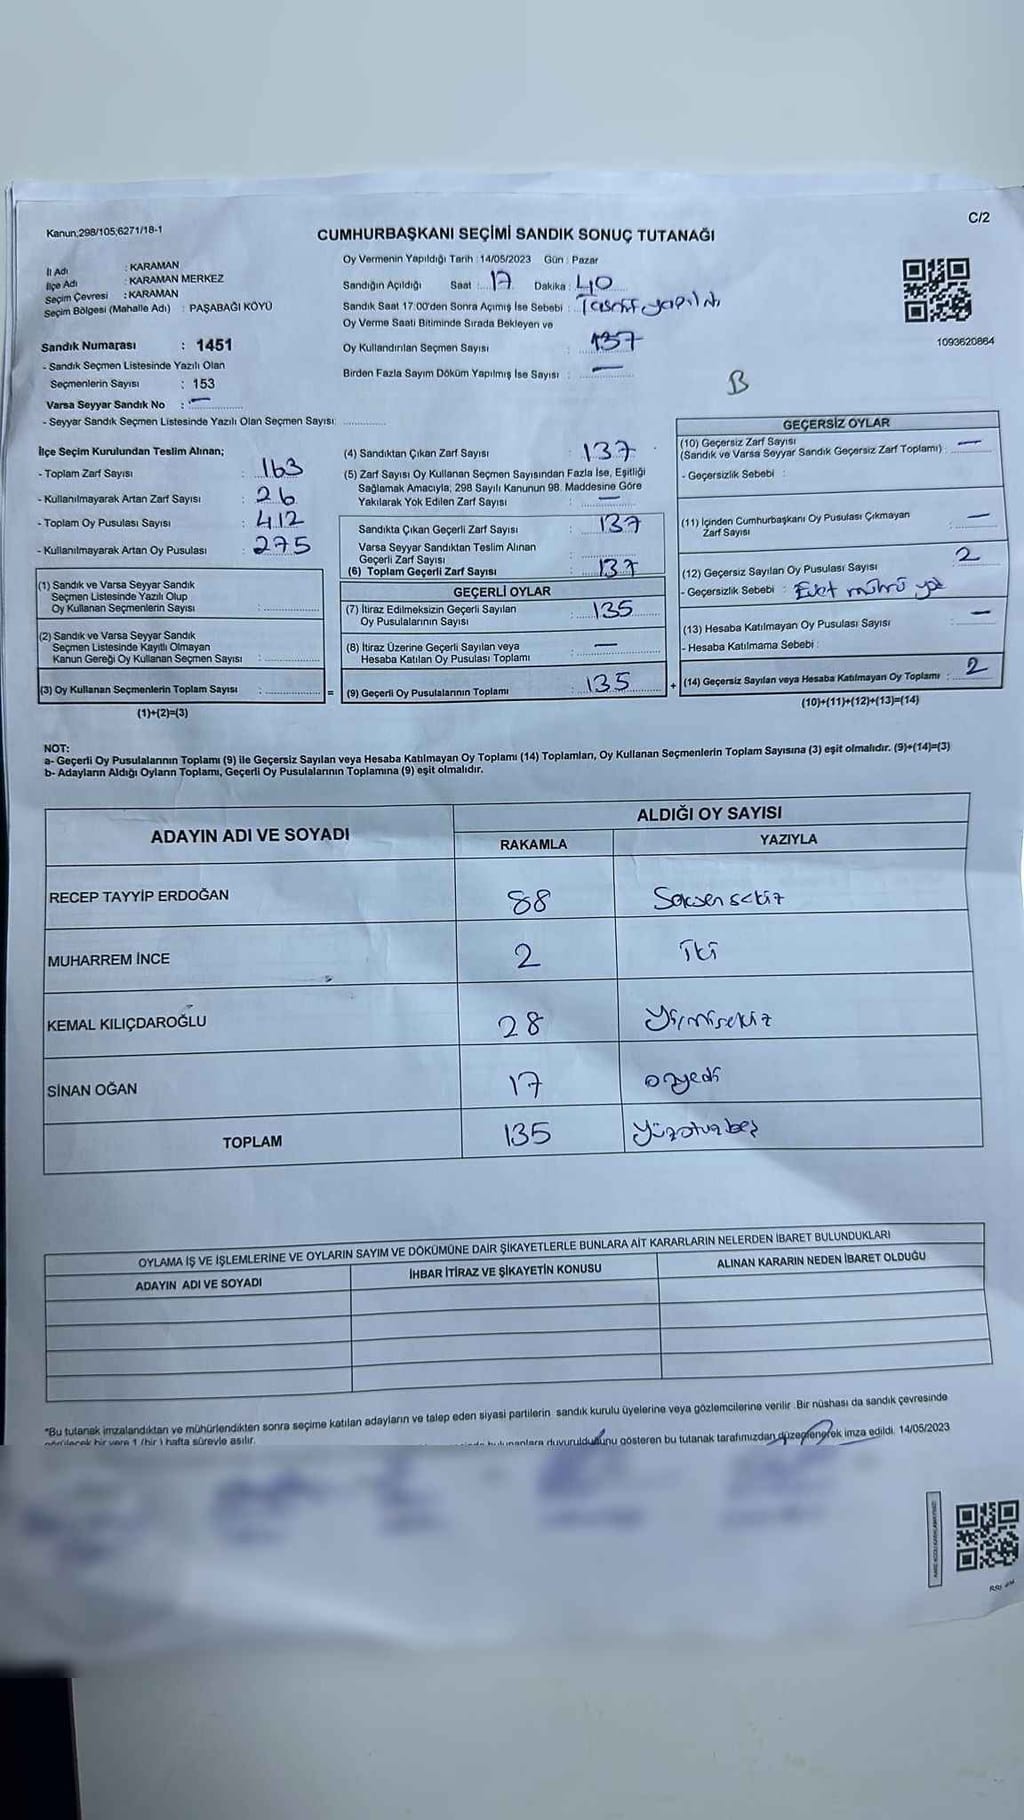 C/2
Kanun;298/105;6271/18-1
CUMHURBAŞKANI SEÇİMİ SANDIK SONUÇ TUTANAĞI
İl Adı : KARAMAN
İlçe Adı : KARAMAN MERKEZ
Seçim Çevresi : KARAMAN
Seçim Bölgesi (Mahalle Adı) : PAŞABAĞI KÖYÜ
Sandık Numarası : 1451
- Sandık Seçmen Listesinde Yazılı Olan
Seçmenlerin Sayısı : 153
Varsa Seyyar Sandık No : —
- Seyyar Sandık Seçmen Listesinde Yazılı Olan Seçmen Sayısı:
Oy Vermenin Yapıldığı Tarih : 14/05/2023 Gün : Pazar
Sandığın Açıldığı Saat : 17 Dakika : 40
Sandık Saat 17:00'den Sonra Açımış İse Sebebi : Tasnif yapıldı
Oy Verme Saati Bitiminde Sırada Bekleyen ve
Oy Kullandırılan Seçmen Sayısı : 137
Birden Fazla Sayım Döküm Yapılmış İse Sayısı : —
1093620864
B
İlçe Seçim Kurulundan Teslim Alınan;
- Toplam Zarf Sayısı : 163
- Kullanılmayarak Artan Zarf Sayısı : 26
- Toplam Oy Pusulası Sayısı : 412
- Kullanılmayarak Artan Oy Pusulası : 275
(1) Sandık ve Varsa Seyyar Sandık
Seçmen Listesinde Yazılı Olup
Oy Kullanan Seçmenlerin Sayısı :
(2) Sandık ve Varsa Seyyar Sandık
Seçmen Listesinde Kayıtlı Olmayan
Kanun Gereği Oy Kullanan Seçmen Sayısı :
(3) Oy Kullanan Seçmenlerin Toplam Sayısı : =
(1)+(2)=(3)
(4) Sandıktan Çıkan Zarf Sayısı : 137
(5) Zarf Sayısı Oy Kullanan Seçmen Sayısından Fazla İse, Eşitliği
Sağlamak Amacıyla, 298 Sayılı Kanunun 98. Maddesine Göre
Yakılarak Yok Edilen Zarf Sayısı : —
Sandıkta Çıkan Geçerli Zarf Sayısı : 137
Varsa Seyyar Sandıktan Teslim Alınan
Geçerli Zarf Sayısı :
(6) Toplam Geçerli Zarf Sayısı : 137
GEÇERLİ OYLAR
(7) İtiraz Edilmeksizin Geçerli Sayılan
Oy Pusulalarının Sayısı : 135
(8) İtiraz Üzerine Geçerli Sayılan veya
Hesaba Katılan Oy Pusulası Toplamı : —
(9) Geçerli Oy Pusulalarının Toplamı : 135 +
GEÇERSİZ OYLAR
(10) Geçersiz Zarf Sayısı
(Sandık ve Varsa Seyyar Sandık Geçersiz Zarf Toplamı) : —
- Geçersizlik Sebebi :
(11) İçinden Cumhurbaşkanı Oy Pusulası Çıkmayan
Zarf Sayısı : —
(12) Geçersiz Sayılan Oy Pusulası Sayısı : 2
- Geçersizlik Sebebi : Evet mührü yok
(13) Hesaba Katılmayan Oy Pusulası Sayısı : —
- Hesaba Katılmama Sebebi :
(14) Geçersiz Sayılan veya Hesaba Katılmayan Oy Toplamı : 2
(10)+(11)+(12)+(13)=(14)
NOT:
a- Geçerli Oy Pusulalarının Toplamı (9) ile Geçersiz Sayılan veya Hesaba Katılmayan Oy Toplamı (14) Toplamları, Oy Kullanan Seçmenlerin Toplam Sayısına (3) eşit olmalıdır. (9)+(14)=(3)
b- Adayların Aldığı Oyların Toplamı, Geçerli Oy Pusulalarının Toplamına (9) eşit olmalıdır.
ADAYIN ADI VE SOYADI
ALDIĞI OY SAYISI
RAKAMLA YAZIYLA
RECEP TAYYİP ERDOĞAN 88 Seksensekiz
MUHARREM İNCE 2 İki
KEMAL KILIÇDAROĞLU 28 Yirmisekiz
SİNAN OĞAN 17 onyedi
TOPLAM 135 yüzotuzbeş
OYLAMA İŞ VE İŞLEMLERİNE VE OYLARIN SAYIM VE DÖKÜMÜNE DAİR ŞİKAYETLERLE BUNLARA AİT KARARLARIN NELERDEN İBARET BULUNDUKLARI
ADAYIN ADI VE SOYADI İHBAR İTİRAZ VE ŞİKAYETİN KONUSU ALINAN KARARIN NEDEN İBARET OLDUĞU
*Bu tutanak imzalandıktan ve mühürlendikten sonra seçime katılan adayların ve talep eden siyasi partilerin sandık kurulu üyelerine veya gözlemcilerine verilir. Bir nüshası da sandık çevresinde
görülecek bir yere 1 (bir) hafta süreyle asılır. bulunanlara duyurulduğunu gösteren bu tutanak tarafımızdan düzenlenerek imza edildi. 14/05/2023